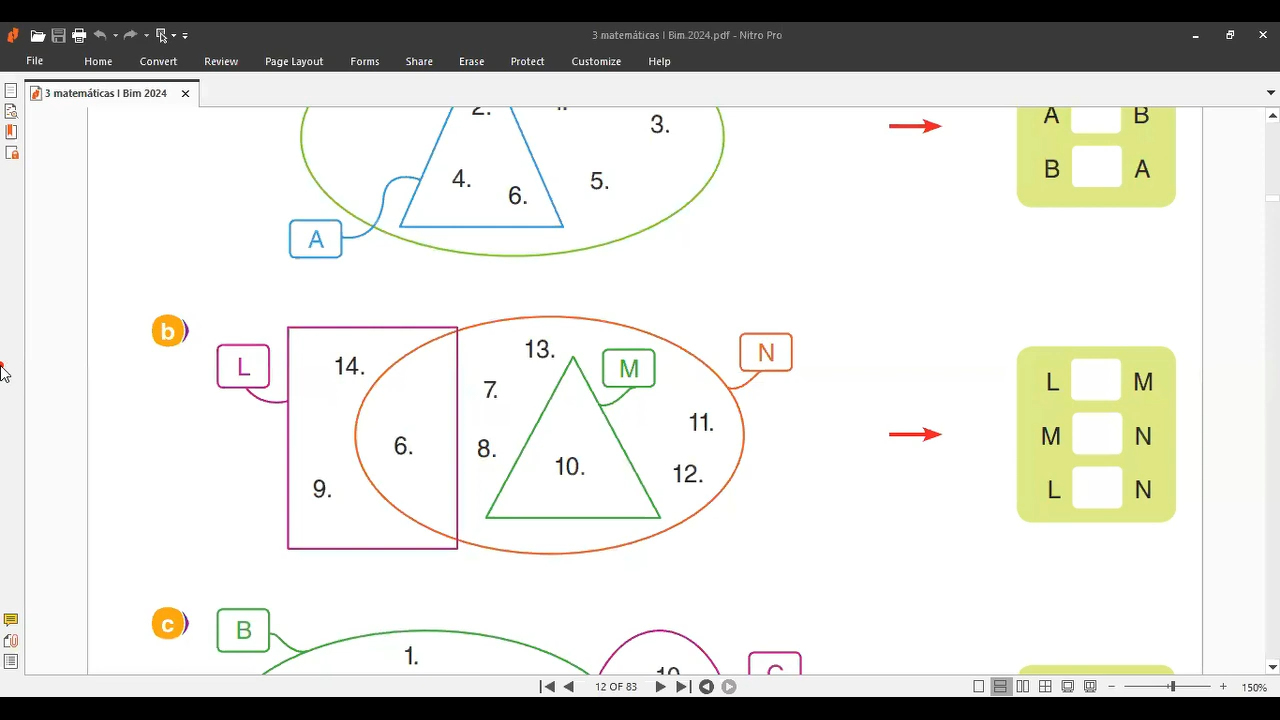 3 matemáticas I Bim.2024.pdf - Nitro Pro
File Home Convert Review Page Layout Forms Share Erase Protect Customize Help
3 matemáticas I Bim 2024
2.
3.
A B
4.
5.
6.
B A
A
b
L
14.
13.
M
N
7.
L M
11.
6.
8.
M N
10.
12.
9.
L N
c
B
1.
10
12 OF 83
150%